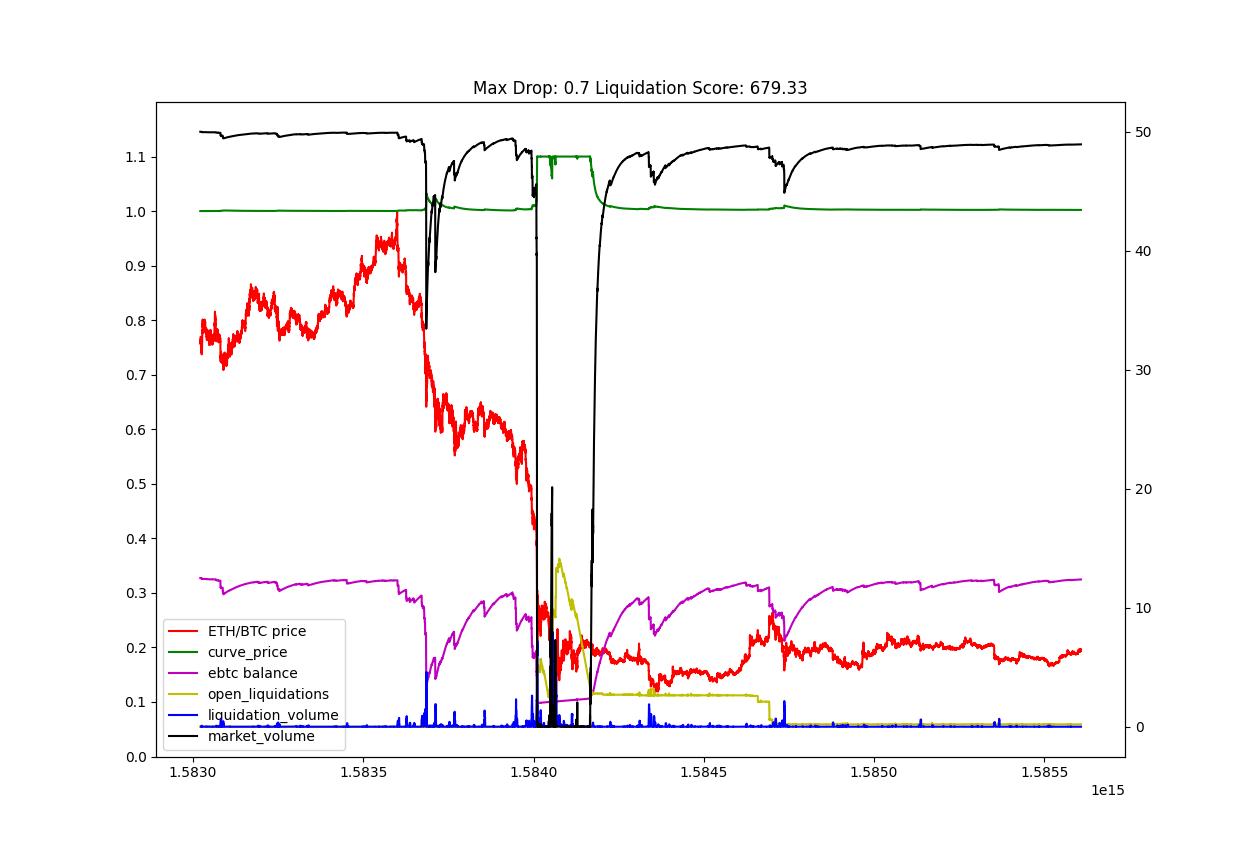 Max Drop: 0.7 Liquidation Score: 679.33
1.1
1.0
0.9
0.8
0.7
0.6
0.5
0.4
0.3
0.2
0.1
0.0
50
40
30
20
10
0
ETH/BTC price
curve_price
ebtc balance
open_liquidations
liquidation_volume
market_volume
1.5830 1.5835 1.5840 1.5845 1.5850 1.5855
1e15